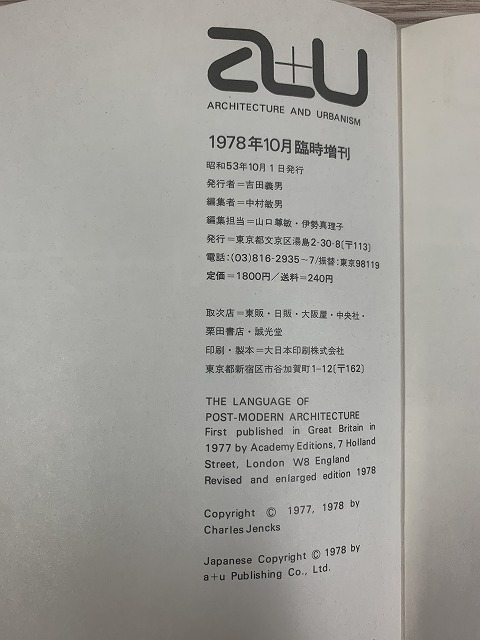 a+u
ARCHITECTURE AND URBANISM
1978年10月臨時増刊
昭和53年10月1日発行
発行者=吉田義男
編集者=中村敏男
編集担当=山口尊敏・伊勢真理子
発行=東京都文京区湯島2-30-8〔〒113〕
電話:(03)816-2935~7/振替:東京98119
定価=1800円/送料=240円
取次店=東販・日販・大阪屋・中央社・
栗田書店・誠光堂
印刷・製本=大日本印刷株式会社
東京都新宿区市谷加賀町1-12〔〒162〕
THE LANGUAGE OF
POST-MODERN ARCHITECTURE
First published in Great Britain in
1977 by Academy Editions, 7 Holland
Street, London W8 England
Revised and enlarged edition 1978
Copyright © 1977, 1978 by
Charles Jencks
Japanese Copyright © 1978 by
a+u Publishing Co., Ltd.